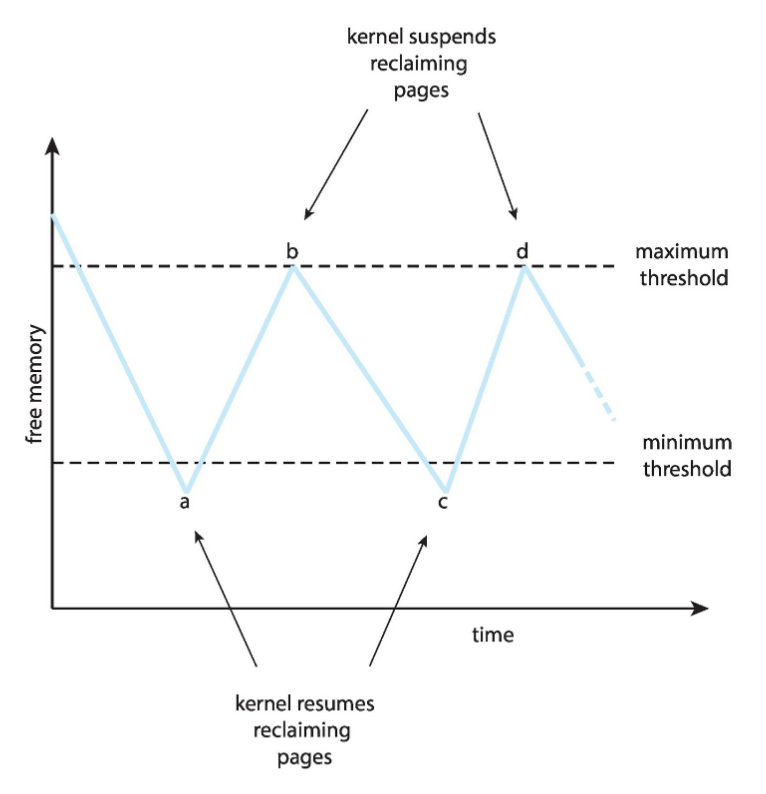 kernel suspends
reclaiming
pages
b
d
maximum
threshold
free memory
minimum
threshold
a
c
time
kernel resumes
reclaiming
pages